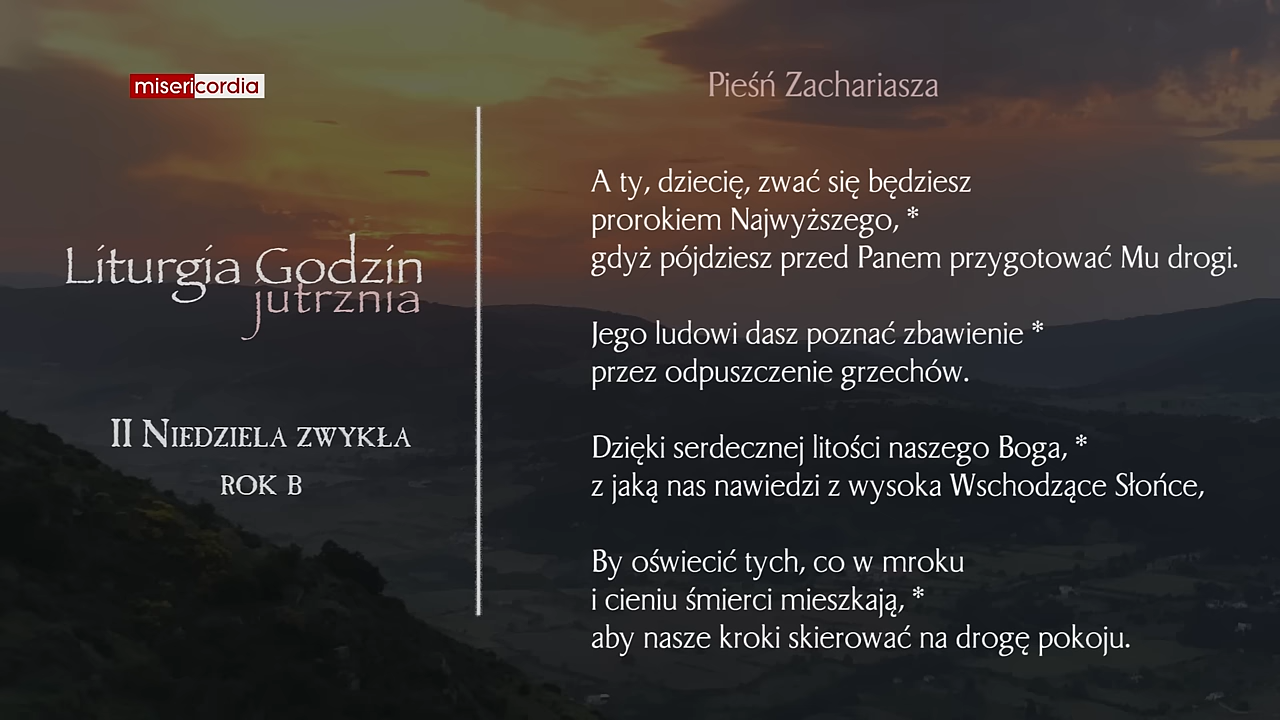 misericordia
Liturgia Godzin
jutrznia
II Niedziela zwykła
rok B
Pieśń Zachariasza
A ty, dziecię, zwać się będziesz
prorokiem Najwyższego, *
gdyż pójdziesz przed Panem przygotować Mu drogi.
Jego ludowi dasz poznać zbawienie *
przez odpuszczenie grzechów.
Dzięki serdecznej litości naszego Boga, *
z jaką nas nawiedzi z wysoka Wschodzące Słońce,
By oświecić tych, co w mroku
i cieniu śmierci mieszkają, *
aby nasze kroki skierować na drogę pokoju.